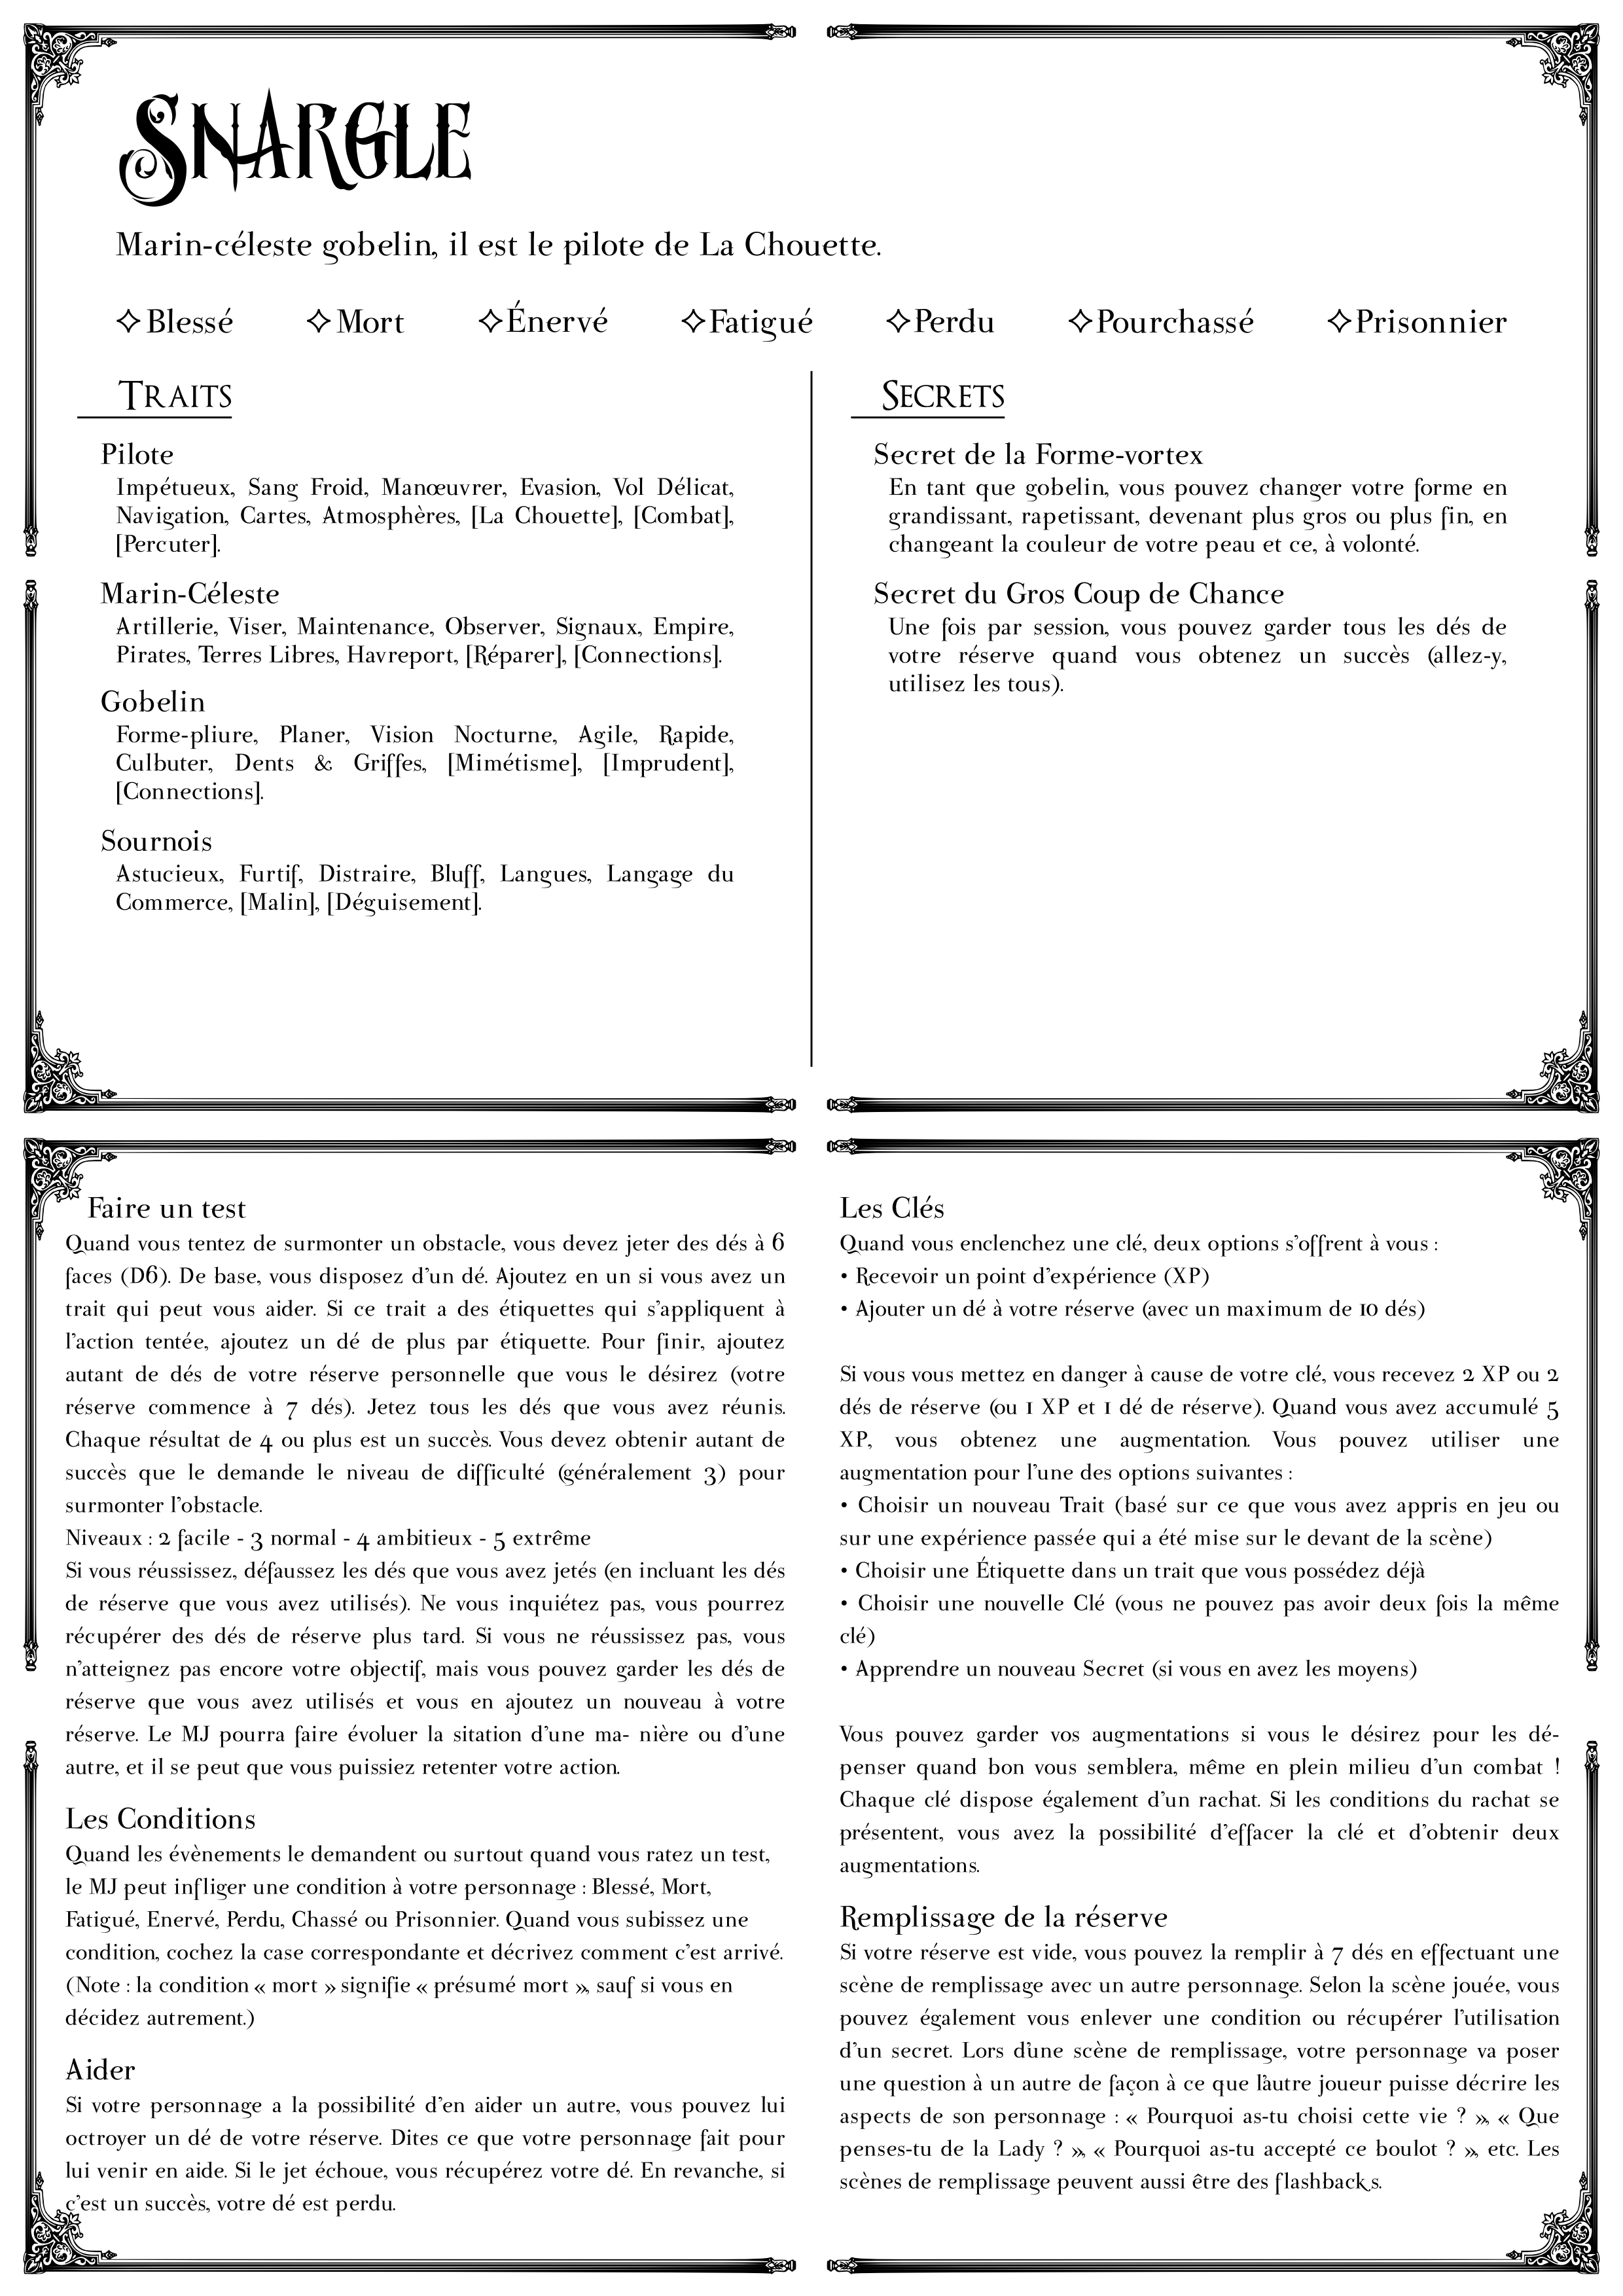 SNARGLE
Marin-céleste gobelin, il est le pilote de La Chouette.
✧Blessé ✧Mort ✧Énervé ✧Fatigué ✧Perdu ✧Pourchassé ✧Prisonnier
TRAITS
Pilote
Impétueux, Sang Froid, Manœuvrer, Evasion, Vol Délicat,
Navigation, Cartes, Atmosphères, [La Chouette], [Combat],
[Percuter].
Marin-Céleste
Artillerie, Viser, Maintenance, Observer, Signaux, Empire,
Pirates, Terres Libres, Havreport, [Réparer], [Connections].
Gobelin
Forme-pliure, Planer, Vision Nocturne, Agile, Rapide,
Culbuter, Dents & Griffes, [Mimétisme], [Imprudent],
[Connections].
Sournois
Astucieux, Furtif, Distraire, Bluff, Langues, Langage du
Commerce, [Malin], [Déguisement].
SECRETS
Secret de la Forme-vortex
En tant que gobelin, vous pouvez changer votre forme en
grandissant, rapetissant, devenant plus gros ou plus fin, en
changeant la couleur de votre peau et ce, à volonté.
Secret du Gros Coup de Chance
Une fois par session, vous pouvez garder tous les dés de
votre réserve quand vous obtenez un succès (allez-y,
utilisez les tous).
Faire un test
Quand vous tentez de surmonter un obstacle, vous devez jeter des dés à 6
faces (D6). De base, vous disposez d'un dé. Ajoutez en un si vous avez un
trait qui peut vous aider. Si ce trait a des étiquettes qui s'appliquent à
l'action tentée, ajoutez un dé de plus par étiquette. Pour finir, ajoutez
autant de dés de votre réserve personnelle que vous le désirez (votre
réserve commence à 7 dés). Jetez tous les dés que vous avez réunis.
Chaque résultat de 4 ou plus est un succès. Vous devez obtenir autant de
succès que le demande le niveau de difficulté (généralement 3) pour
surmonter l'obstacle.
Niveaux : 2 facile - 3 normal - 4 ambitieux - 5 extrême
Si vous réussissez, défaussez les dés que vous avez jetés (en incluant les dés
de réserve que vous avez utilisés). Ne vous inquiétez pas, vous pourrez
récupérer des dés de réserve plus tard. Si vous ne réussissez pas, vous
n'atteignez pas encore votre objectif, mais vous pouvez garder les dés de
réserve que vous avez utilisés et vous en ajoutez un nouveau à votre
réserve. Le MJ pourra faire évoluer la sitation d'une ma- nière ou d'une
autre, et il se peut que vous puissiez retenter votre action.
Les Conditions
Quand les évènements le demandent ou surtout quand vous ratez un test,
le MJ peut infliger une condition à votre personnage : Blessé, Mort,
Fatigué, Enervé, Perdu, Chassé ou Prisonnier. Quand vous subissez une
condition, cochez la case correspondante et décrivez comment c'est arrivé.
(Note : la condition « mort » signifie « présumé mort », sauf si vous en
décidez autrement.)
Aider
Si votre personnage a la possibilité d'en aider un autre, vous pouvez lui
octroyer un dé de votre réserve. Dites ce que votre personnage fait pour
lui venir en aide. Si le jet échoue, vous récupérez votre dé. En revanche, si
c'est un succès, votre dé est perdu.
Les Clés
Quand vous enclenchez une clé, deux options s'offrent à vous :
• Recevoir un point d'expérience (XP)
• Ajouter un dé à votre réserve (avec un maximum de 10 dés)
Si vous vous mettez en danger à cause de votre clé, vous recevez 2 XP ou 2
dés de réserve (ou 1 XP et 1 dé de réserve). Quand vous avez accumulé 5
XP, vous obtenez une augmentation. Vous pouvez utiliser une
augmentation pour l'une des options suivantes :
• Choisir un nouveau Trait (basé sur ce que vous avez appris en jeu ou
sur une expérience passée qui a été mise sur le devant de la scène)
• Choisir une Étiquette dans un trait que vous possédez déjà
• Choisir une nouvelle Clé (vous ne pouvez pas avoir deux fois la même
clé)
• Apprendre un nouveau Secret (si vous en avez les moyens)
Vous pouvez garder vos augmentations si vous le désirez pour les dé-
penser quand bon vous semblera, même en plein milieu d'un combat !
Chaque clé dispose également d'un rachat. Si les conditions du rachat se
présentent, vous avez la possibilité d'effacer la clé et d'obtenir deux
augmentations.
Remplissage de la réserve
Si votre réserve est vide, vous pouvez la remplir à 7 dés en effectuant une
scène de remplissage avec un autre personnage. Selon la scène jouée, vous
pouvez également vous enlever une condition ou récupérer l'utilisation
d'un secret. Lors d'une scène de remplissage, votre personnage va poser
une question à un autre de façon à ce que l'autre joueur puisse décrire les
aspects de son personnage : « Pourquoi as-tu choisi cette vie ? », « Que
penses-tu de la Lady ? », « Pourquoi as-tu accepté ce boulot ? », etc. Les
scènes de remplissage peuvent aussi être des flashbacks.